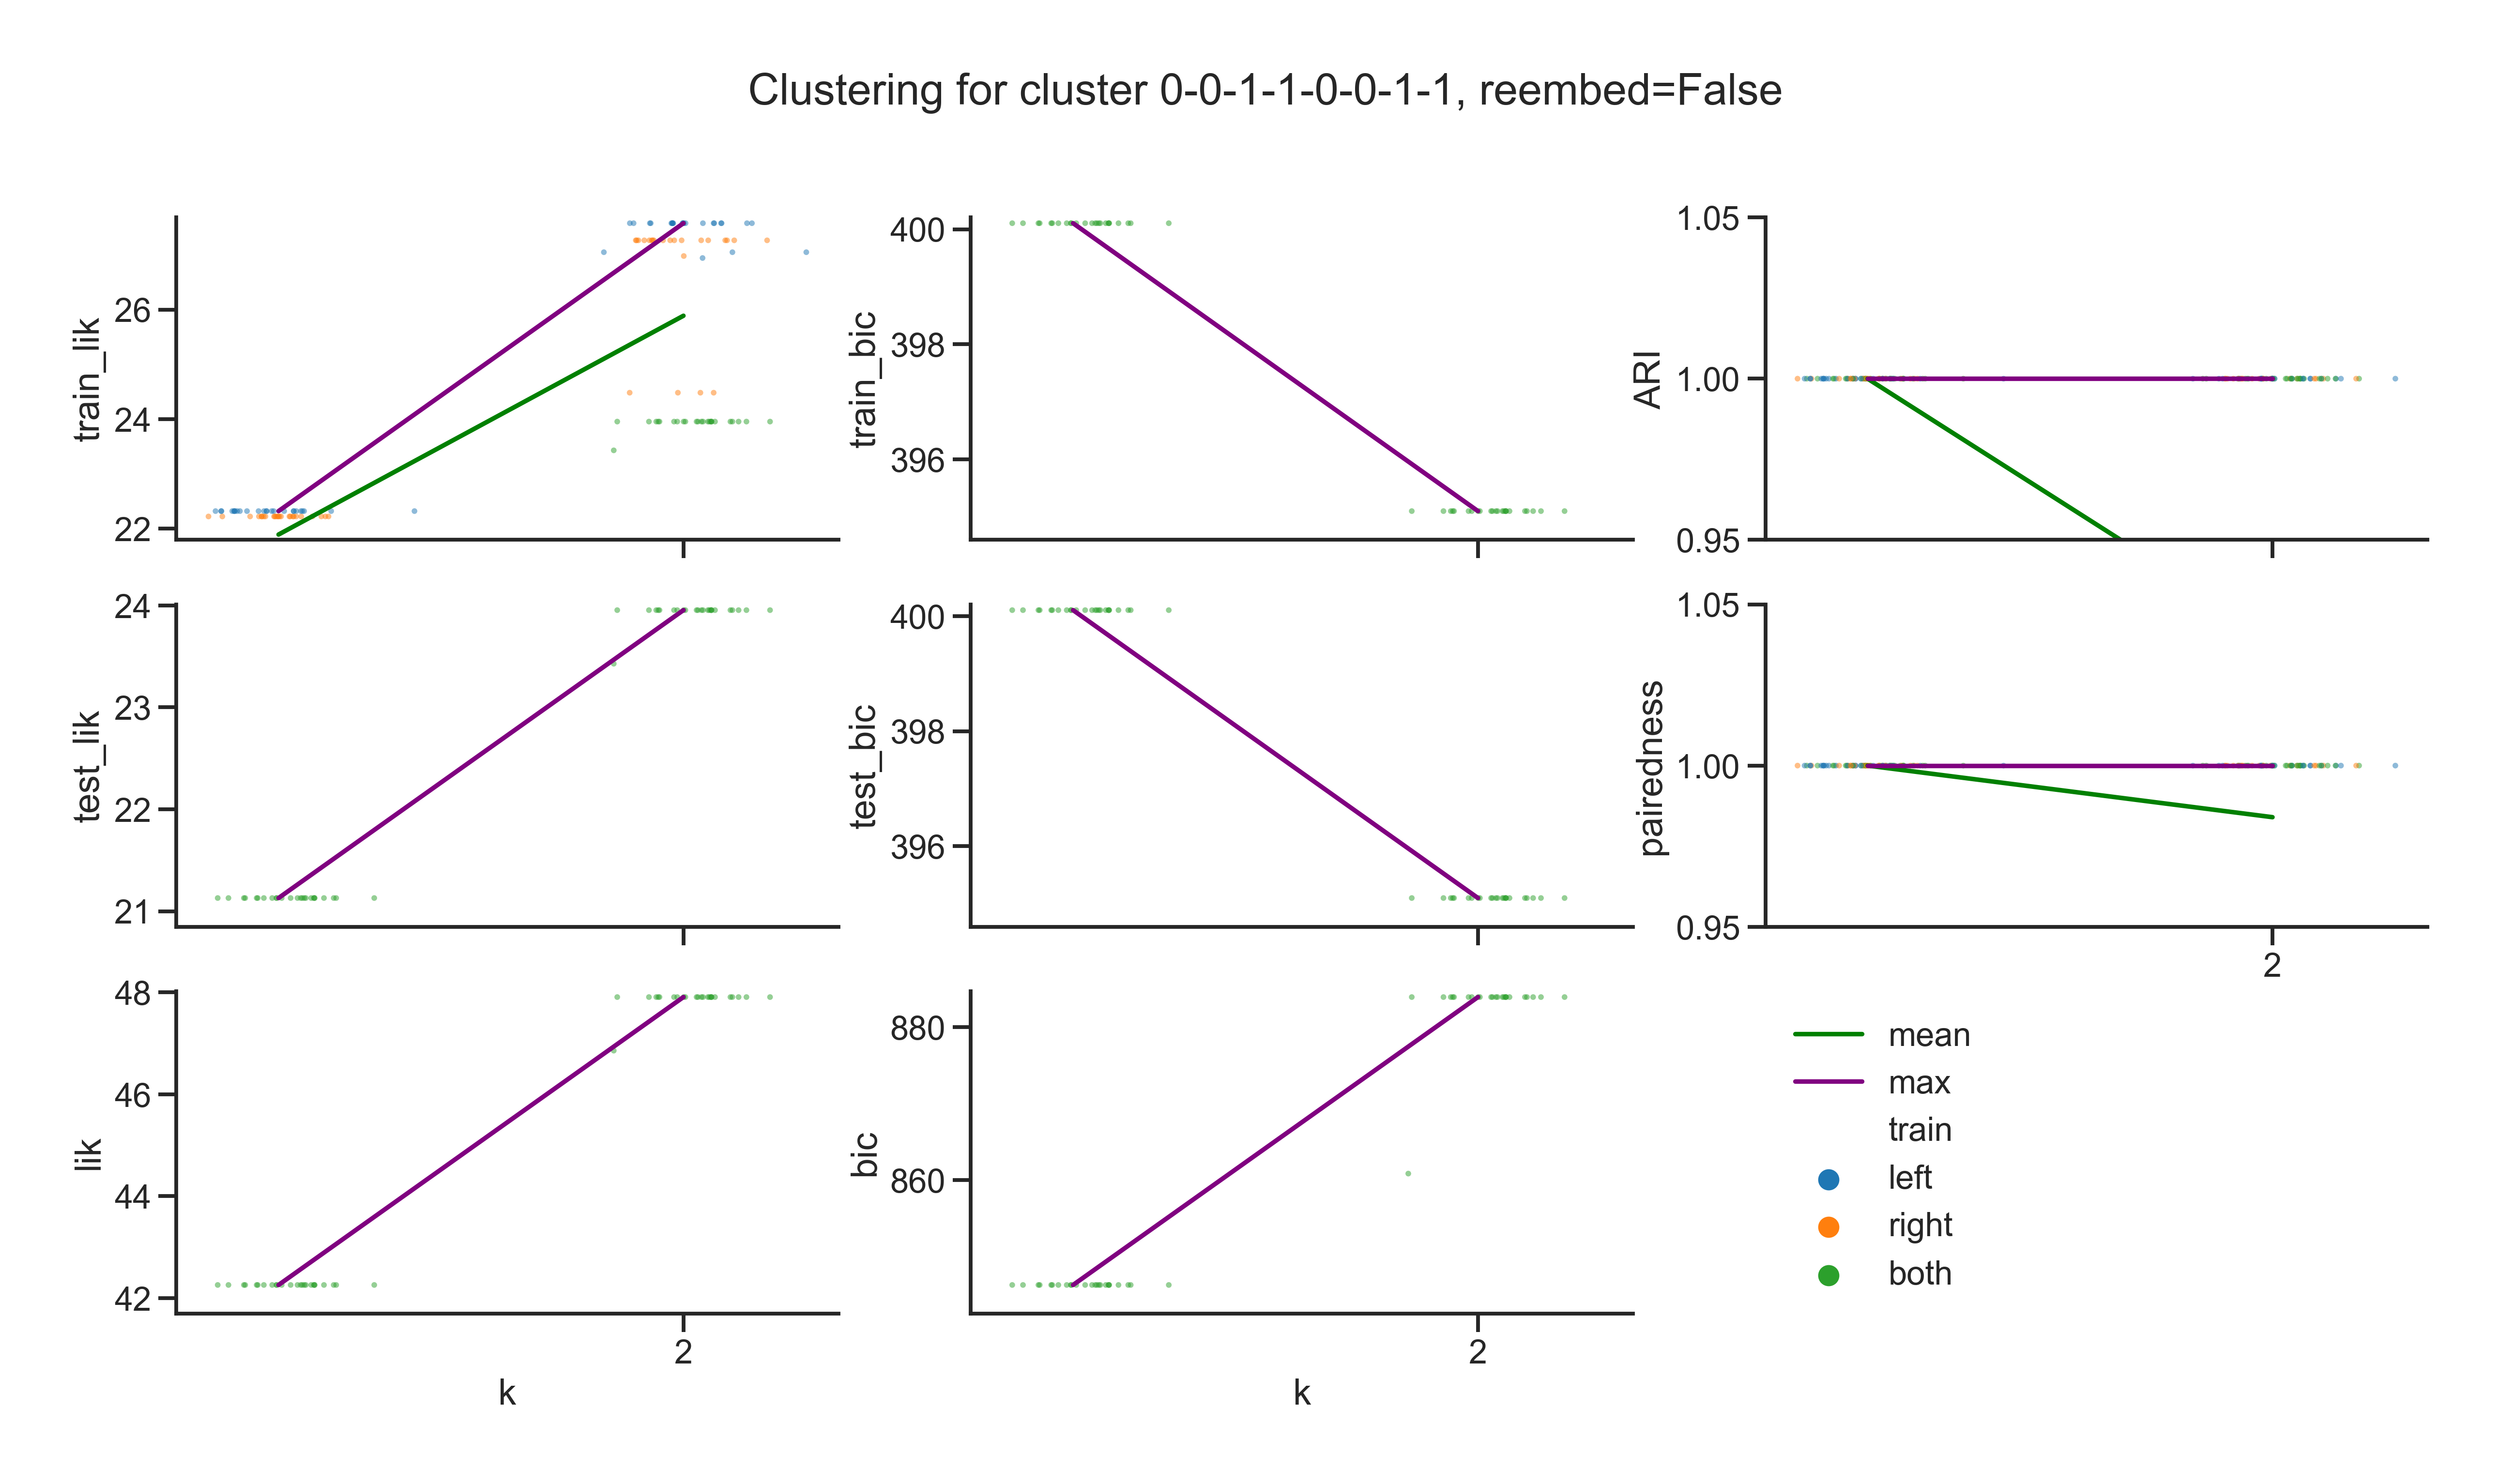 Clustering for cluster 0-0-1-1-0-0-1-1, reembed=False
train_lik
26
24
22
train_bic
400
398
396
ARI
1.05
1.00
0.95
test_lik
24
23
22
21
test_bic
400
398
396
pairedness
1.05
1.00
0.95
2
lik
48
46
44
42
2
k
bic
880
860
2
k
mean
max
train
left
right
both